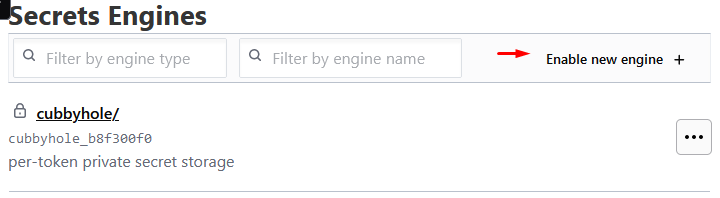 Secrets Engines
Filter by engine type
Filter by engine name
Enable new engine +
cubbyhole/
cubbyhole_b8f300f0
per-token private secret storage